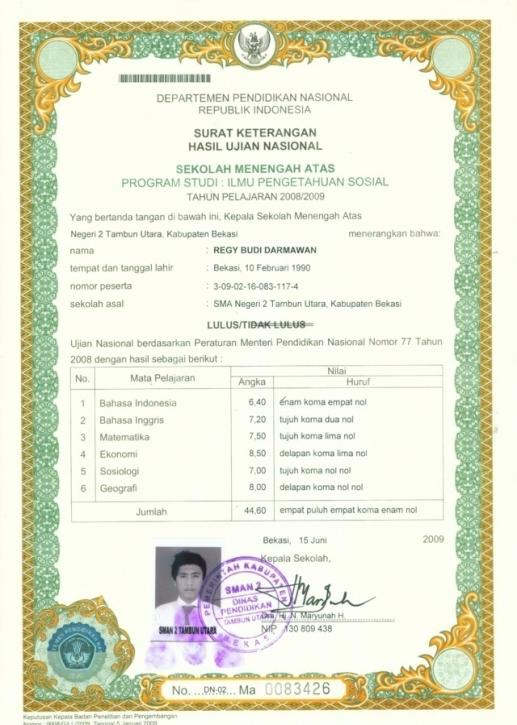 DEPARTEMEN PENDIDIKAN NASIONAL
REPUBLIK INDONESIA
SURAT KETERANGAN
HASIL UJIAN NASIONAL
SEKOLAH MENENGAH ATAS
PROGRAM STUDI : ILMU PENGETAHUAN SOSIAL
TAHUN PELAJARAN 2008/2009
Yang bertanda tangan di bawah ini, Kepala Sekolah Menengah Atas
Negeri 2 Tambun Utara, Kabupaten Bekasi menerangkan bahwa:
nama : REGY BUDI DARMAWAN
tempat dan tanggal lahir : Bekasi, 10 Februari 1990
nomor peserta : 3-09-02-16-083-117-4
sekolah asal : SMA Negeri 2 Tambun Utara, Kabupaten Bekasi
LULUS/TIDAK LULUS
Ujian Nasional berdasarkan Peraturan Menteri Pendidikan Nasional Nomor 77 Tahun
2008 dengan hasil sebagai berikut :
No. Mata Pelajaran Nilai
Angka Huruf
1 Bahasa Indonesia 6,40 enam koma empat nol
2 Bahasa Inggris 7,20 tujuh koma dua nol
3 Matematika 7,50 tujuh koma lima nol
4 Ekonomi 8,50 delapan koma lima nol
5 Sosiologi 7,00 tujuh koma nol nol
6 Geografi 8,00 delapan koma nol nol
Jumlah 44,60 empat puluh empat koma enam nol
Bekasi, 15 Juni 2009
Kepala Sekolah,
PEMERINTAH KABUPATEN
SMAN 2
DINAS
PENDIDIKAN
TAMBUN UTARA
BEKASI
SMAN 2 TAMBUN UTARA
Dra. Hj. N. Maryunah H.
NIP 130 809 438
No. ...DN-02... Ma 0083426
Keputusan Kepala Badan Penelitian dan Pengembangan